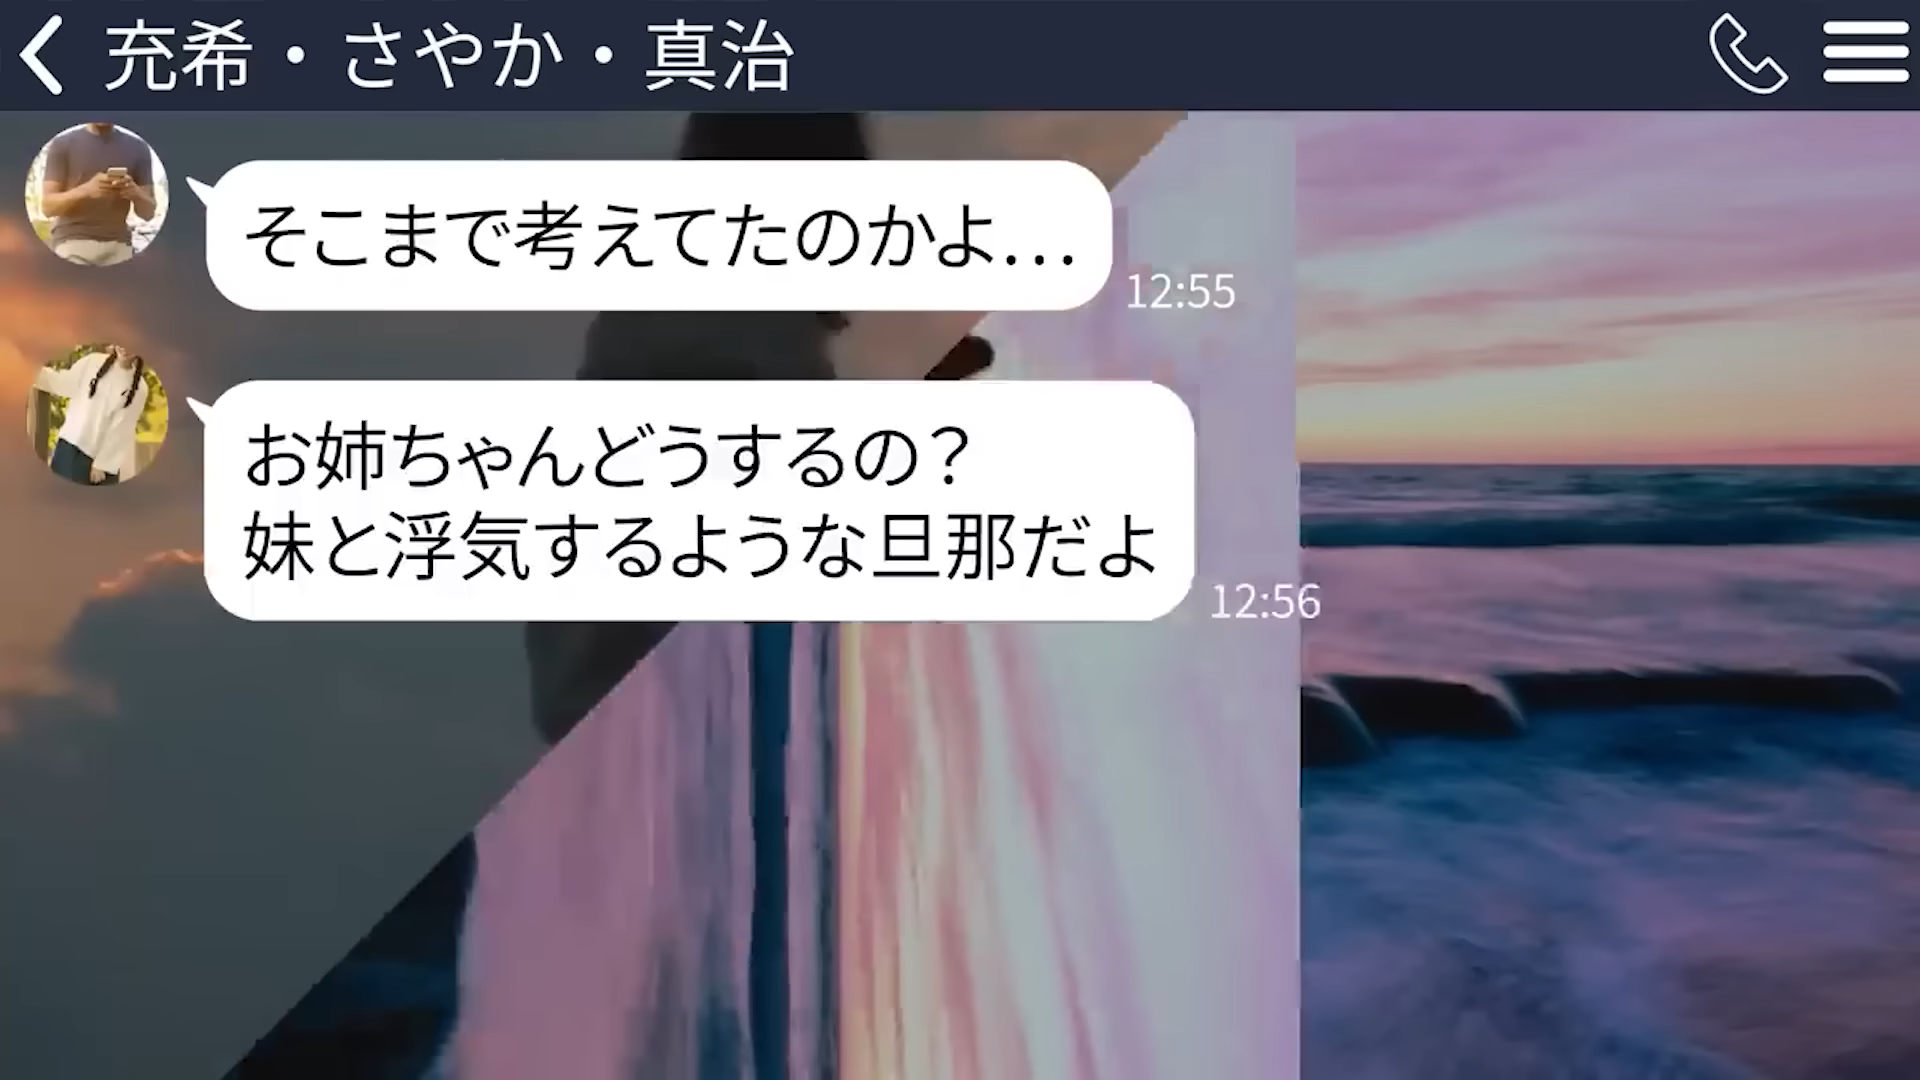 充希・さやか・真治
そこまで考えてたのかよ…
12:55
お姉ちゃんどうするの？
妹と浮気するような旦那だよ
12:56